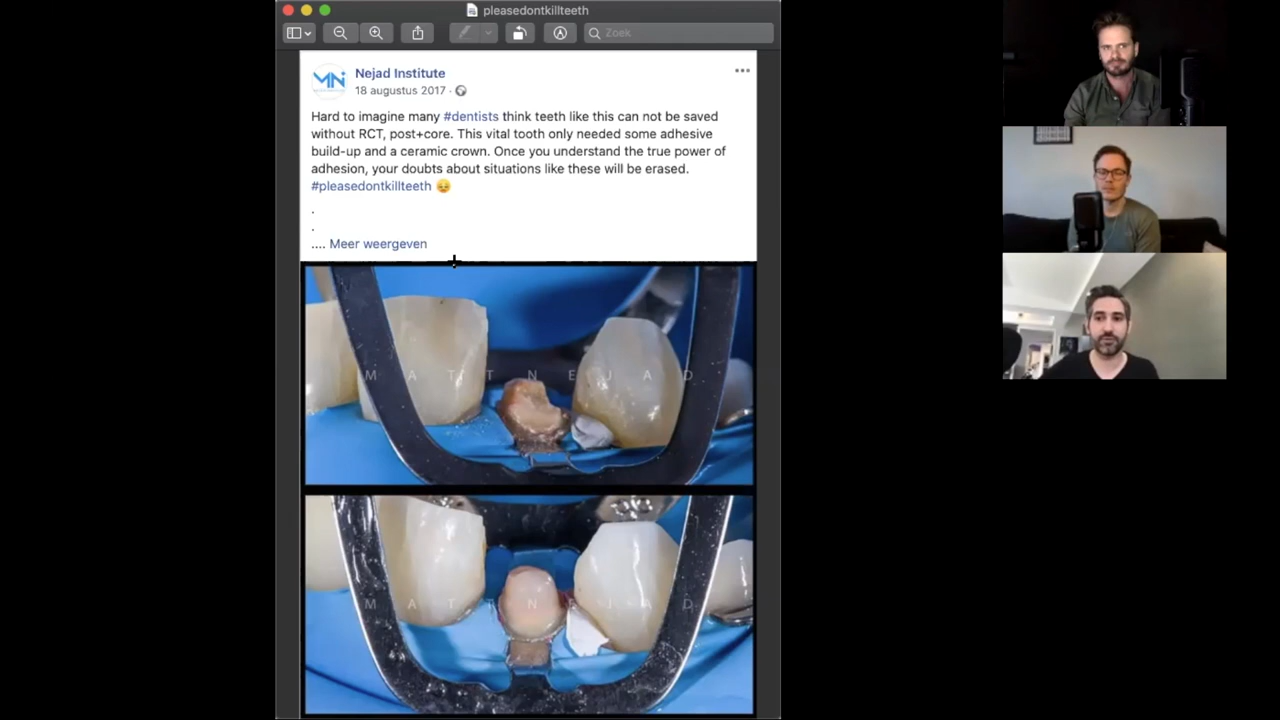 pleasedontkillteeth
Zoek
Nejad Institute
18 augustus 2017 ·
Hard to imagine many #dentists think teeth like this can not be saved
without RCT, post+core. This vital tooth only needed some adhesive
build-up and a ceramic crown. Once you understand the true power of
adhesion, your doubts about situations like these will be erased.
#pleasedontkillteeth 😞
.
.
.... Meer weergeven
M A T T N E J A D
M A T T N E J A D